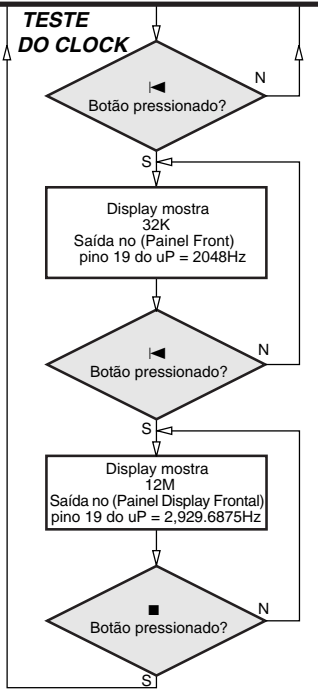 TESTE
DO CLOCK
N
Botão pressionado?
S
Display mostra
32K
Saída no (Painel Front)
pino 19 do uP = 2048Hz
N
Botão pressionado?
S
Display mostra
12M
Saída no (Painel Display Frontal)
pino 19 do uP = 2,929.6875Hz
N
Botão pressionado?
S